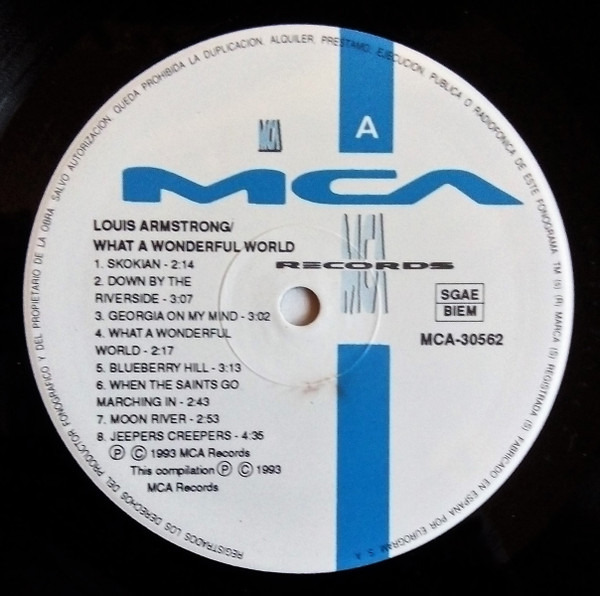 REGISTRADOS LOS DERECHOS DEL PRODUCTOR FONOGRAFICO Y DEL PROPIETARIO DE LA OBRA. SALVO AUTORIZACION. QUEDA PROHIBIDA LA DUPLICACION. ALQUILER, PRESTAMO. EJECUCION. PUBLICA O RADIOFONICA DE ESTE FONOGRAMA. TM (S) (R) MARCA (S) REGISTRADA (S). FABRICADO EN ESPAÑA POR EUROGRAM. S. A.
A
MCA
MCA
MCA
RECORDS
MCA
LOUIS ARMSTRONG/
WHAT A WONDERFUL WORLD
1. SKOKIAN - 2:14
2. DOWN BY THE
RIVERSIDE - 3:07
3. GEORGIA ON MY MIND - 3:02
4. WHAT A WONDERFUL
WORLD - 2:17
5. BLUEBERRY HILL - 3:13
6. WHEN THE SAINTS GO
MARCHING IN - 2:43
7. MOON RIVER - 2:53
8. JEEPERS CREEPERS - 4:35
Ⓟ © 1993 MCA Records
This compilation Ⓟ © 1993
MCA Records
SGAE
BIEM
MCA-30562